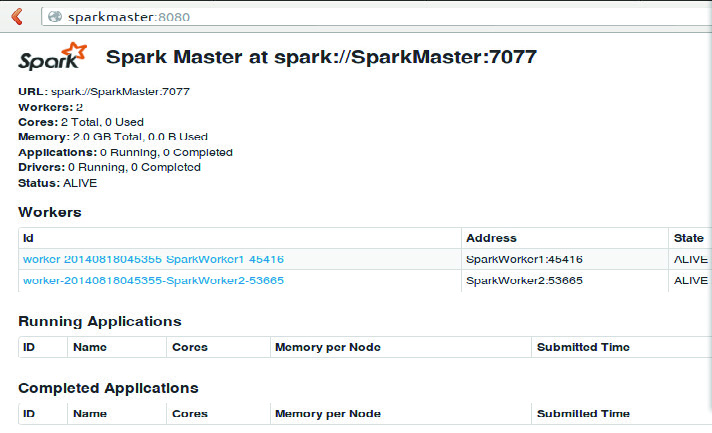 sparkmaster:8080
Spark Spark Master at spark://SparkMaster:7077
URL: spark://SparkMaster:7077
Workers: 2
Cores: 2 Total, 0 Used
Memory: 2.0 GB Total, 0.0 B Used
Applications: 0 Running, 0 Completed
Drivers: 0 Running, 0 Completed
Status: ALIVE
Workers
Id Address State
worker-20140818045355-SparkWorker1-45416 SparkWorker1:45416 ALIVE
worker-20140818045355-SparkWorker2-53665 SparkWorker2:53665 ALIVE
Running Applications
ID Name Cores Memory per Node Submitted Time
Completed Applications
ID Name Cores Memory per Node Submitted Time